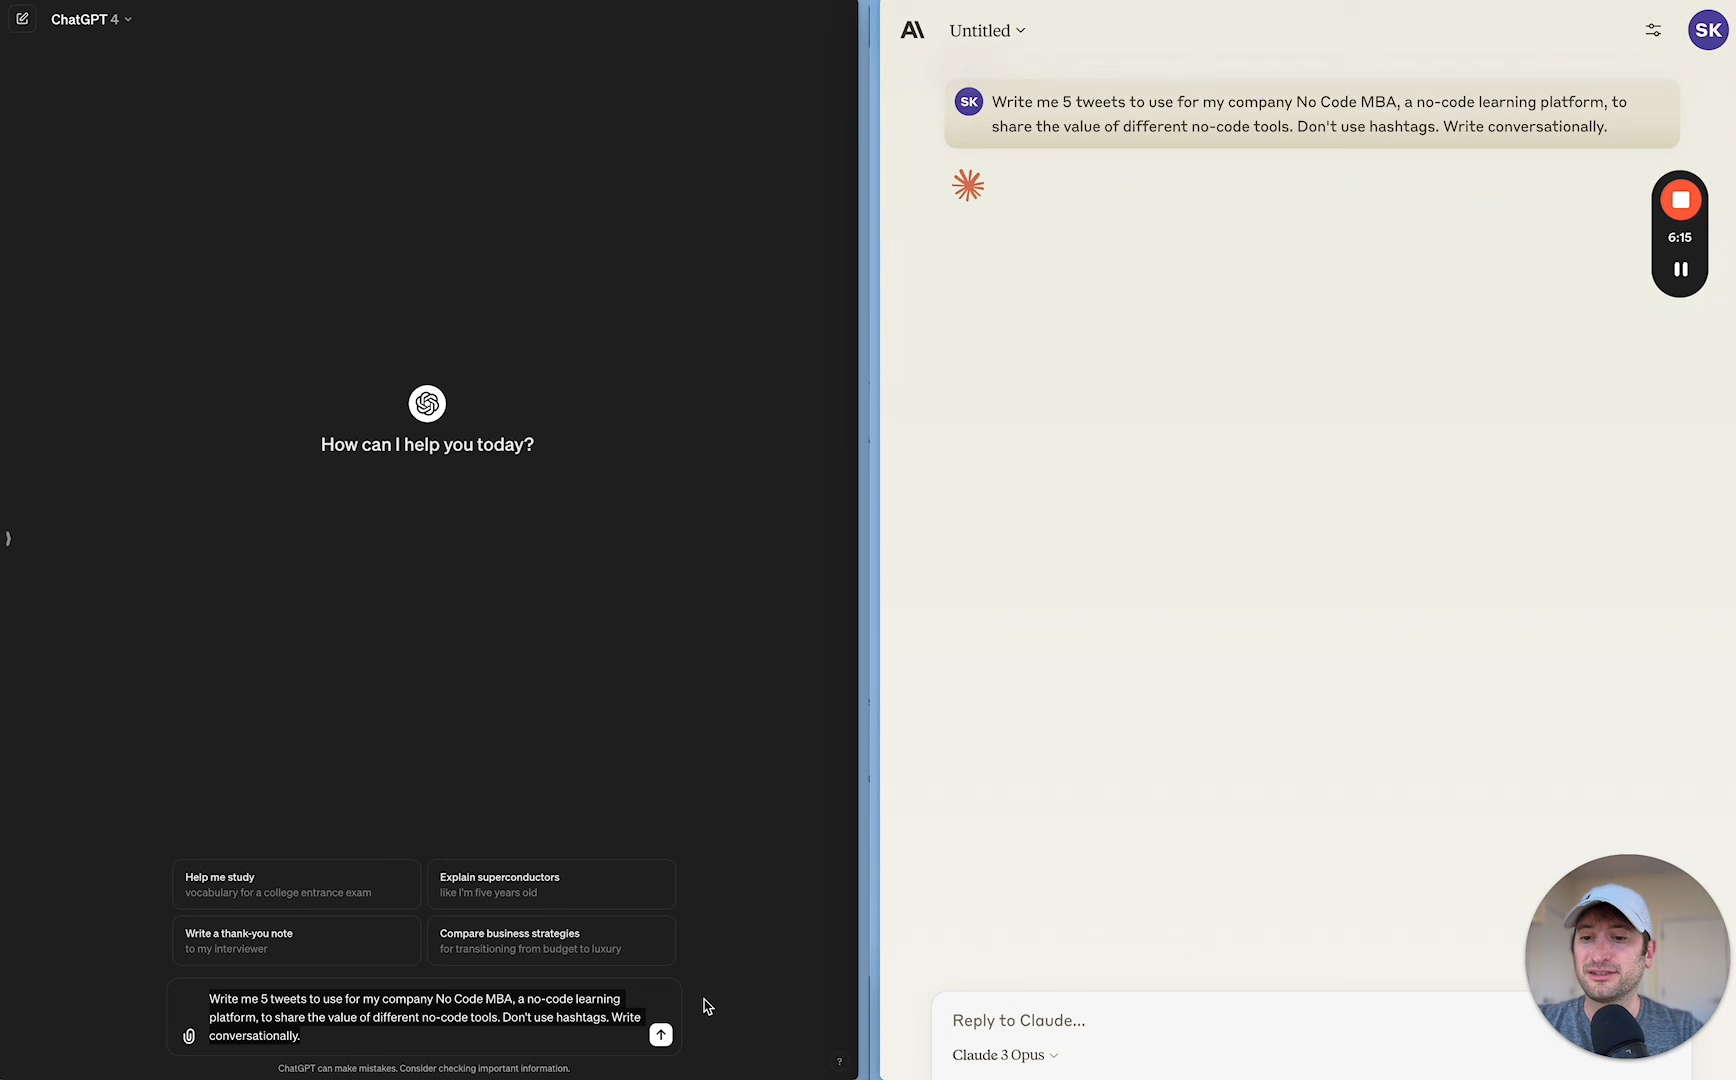 ChatGPT 4
How can I help you today?
Help me study
vocabulary for a college entrance exam
Explain superconductors
like I'm five years old
Write a thank-you note
to my interviewer
Compare business strategies
for transitioning from budget to luxury
Write me 5 tweets to use for my company No Code MBA, a no-code learning
platform, to share the value of different no-code tools. Don't use hashtags. Write
conversationally.
ChatGPT can make mistakes. Consider checking important information.
?
A\
Untitled
SK
SK
Write me 5 tweets to use for my company No Code MBA, a no-code learning platform, to
share the value of different no-code tools. Don't use hashtags. Write conversationally.
6:15
Reply to Claude...
Claude 3 Opus